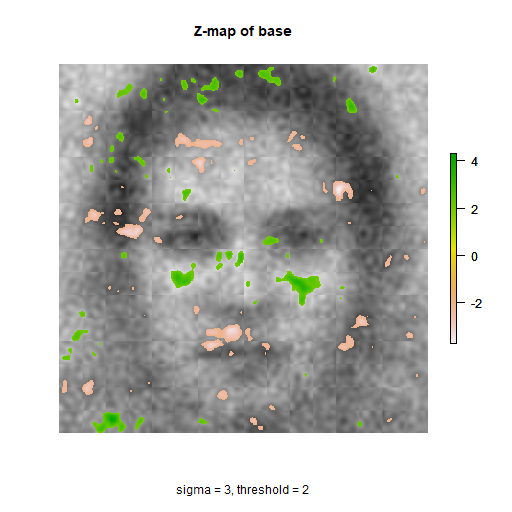 Z-map of base
4
2
0
-2
sigma = 3, threshold = 2